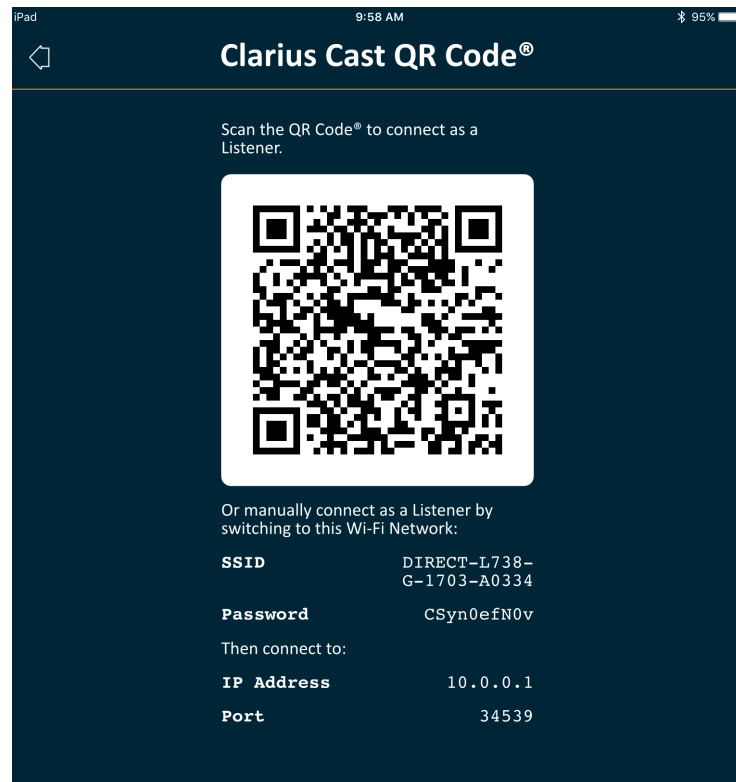 iPad 9:58 AM 95%
Clarius Cast QR Code®
Scan the QR Code® to connect as a
Listener.
Or manually connect as a Listener by
switching to this Wi-Fi Network:
SSID DIRECT-L738-
G-1703-A0334
Password CSyn0efN0v
Then connect to:
IP Address 10.0.0.1
Port 34539